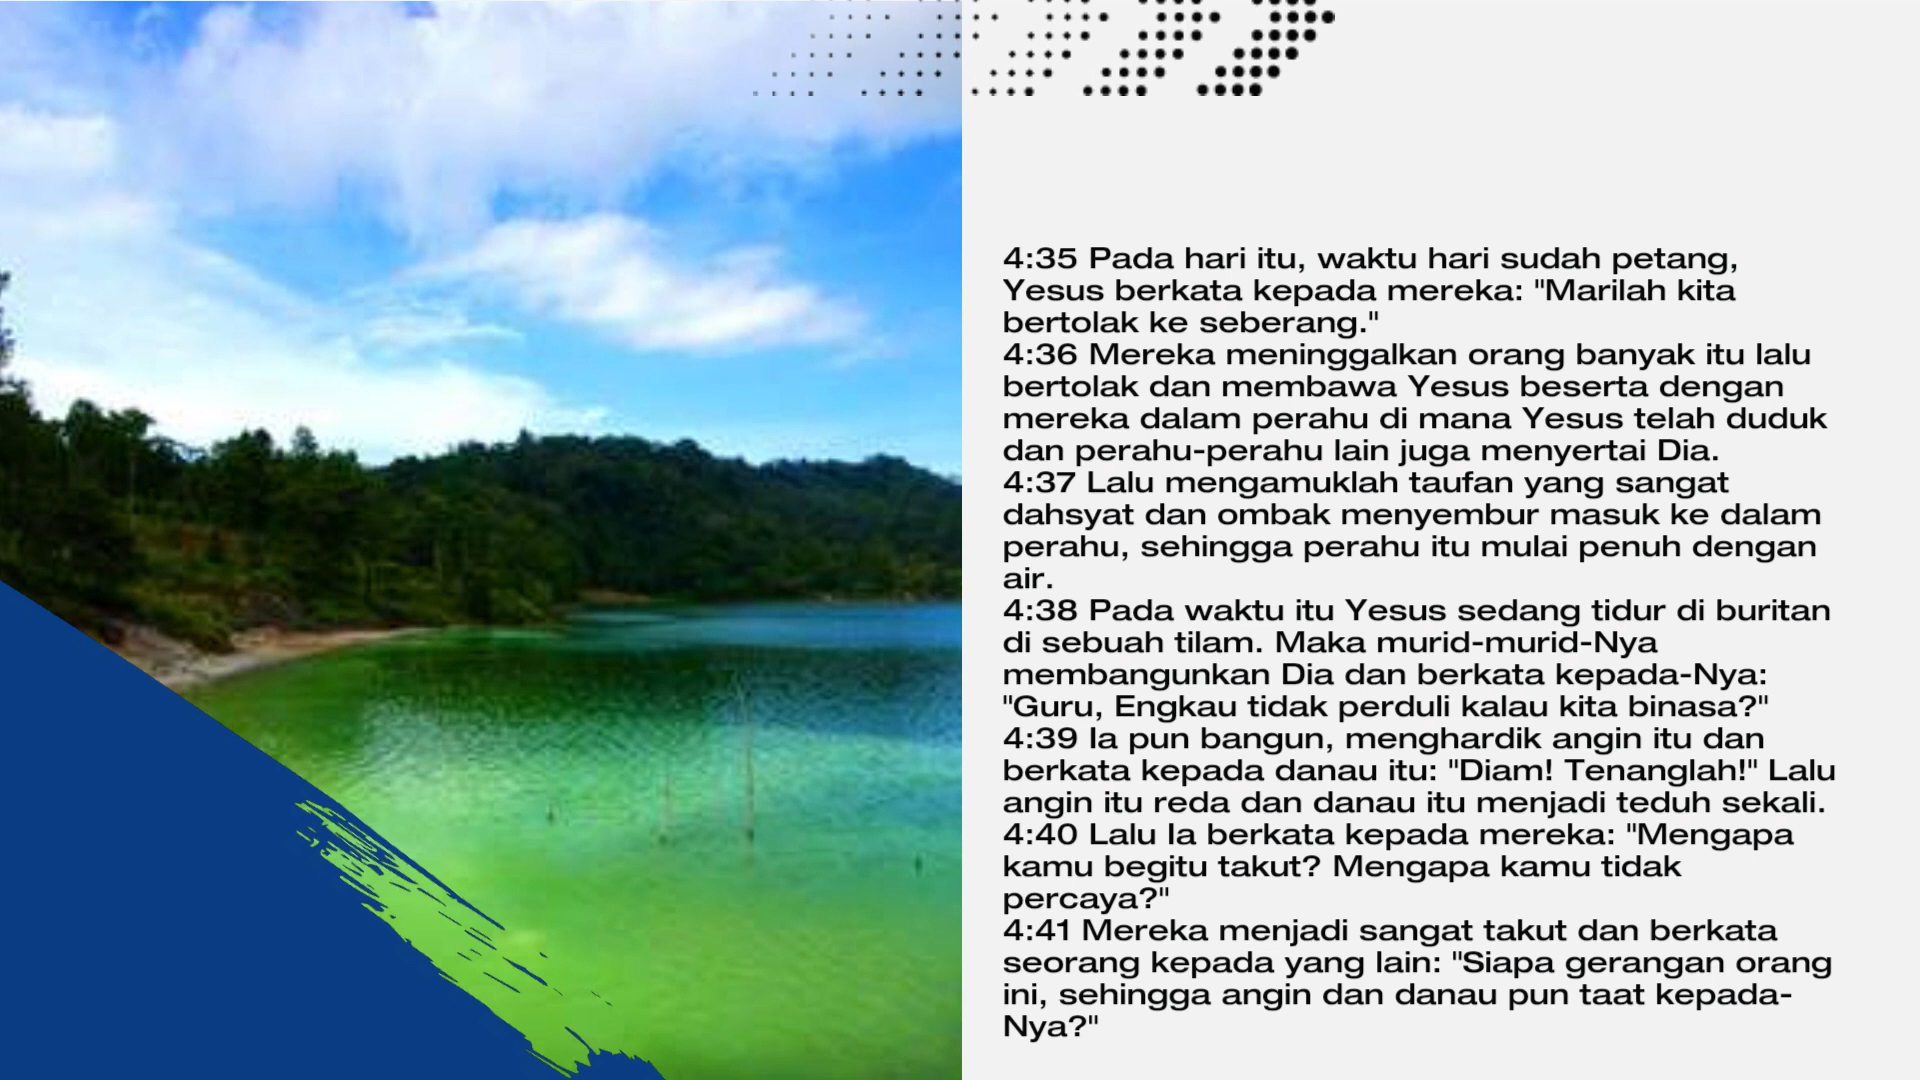 4:35 Pada hari itu, waktu hari sudah petang,
Yesus berkata kepada mereka: "Marilah kita
bertolak ke seberang."
4:36 Mereka meninggalkan orang banyak itu lalu
bertolak dan membawa Yesus beserta dengan
mereka dalam perahu di mana Yesus telah duduk
dan perahu-perahu lain juga menyertai Dia.
4:37 Lalu mengamuklah taufan yang sangat
dahsyat dan ombak menyembur masuk ke dalam
perahu, sehingga perahu itu mulai penuh dengan
air.
4:38 Pada waktu itu Yesus sedang tidur di buritan
di sebuah tilam. Maka murid-murid-Nya
membangunkan Dia dan berkata kepada-Nya:
"Guru, Engkau tidak perduli kalau kita binasa?"
4:39 Ia pun bangun, menghardik angin itu dan
berkata kepada danau itu: "Diam! Tenanglah!" Lalu
angin itu reda dan danau itu menjadi teduh sekali.
4:40 Lalu Ia berkata kepada mereka: "Mengapa
kamu begitu takut? Mengapa kamu tidak
percaya?"
4:41 Mereka menjadi sangat takut dan berkata
seorang kepada yang lain: "Siapa gerangan orang
ini, sehingga angin dan danau pun taat kepada-
Nya?"